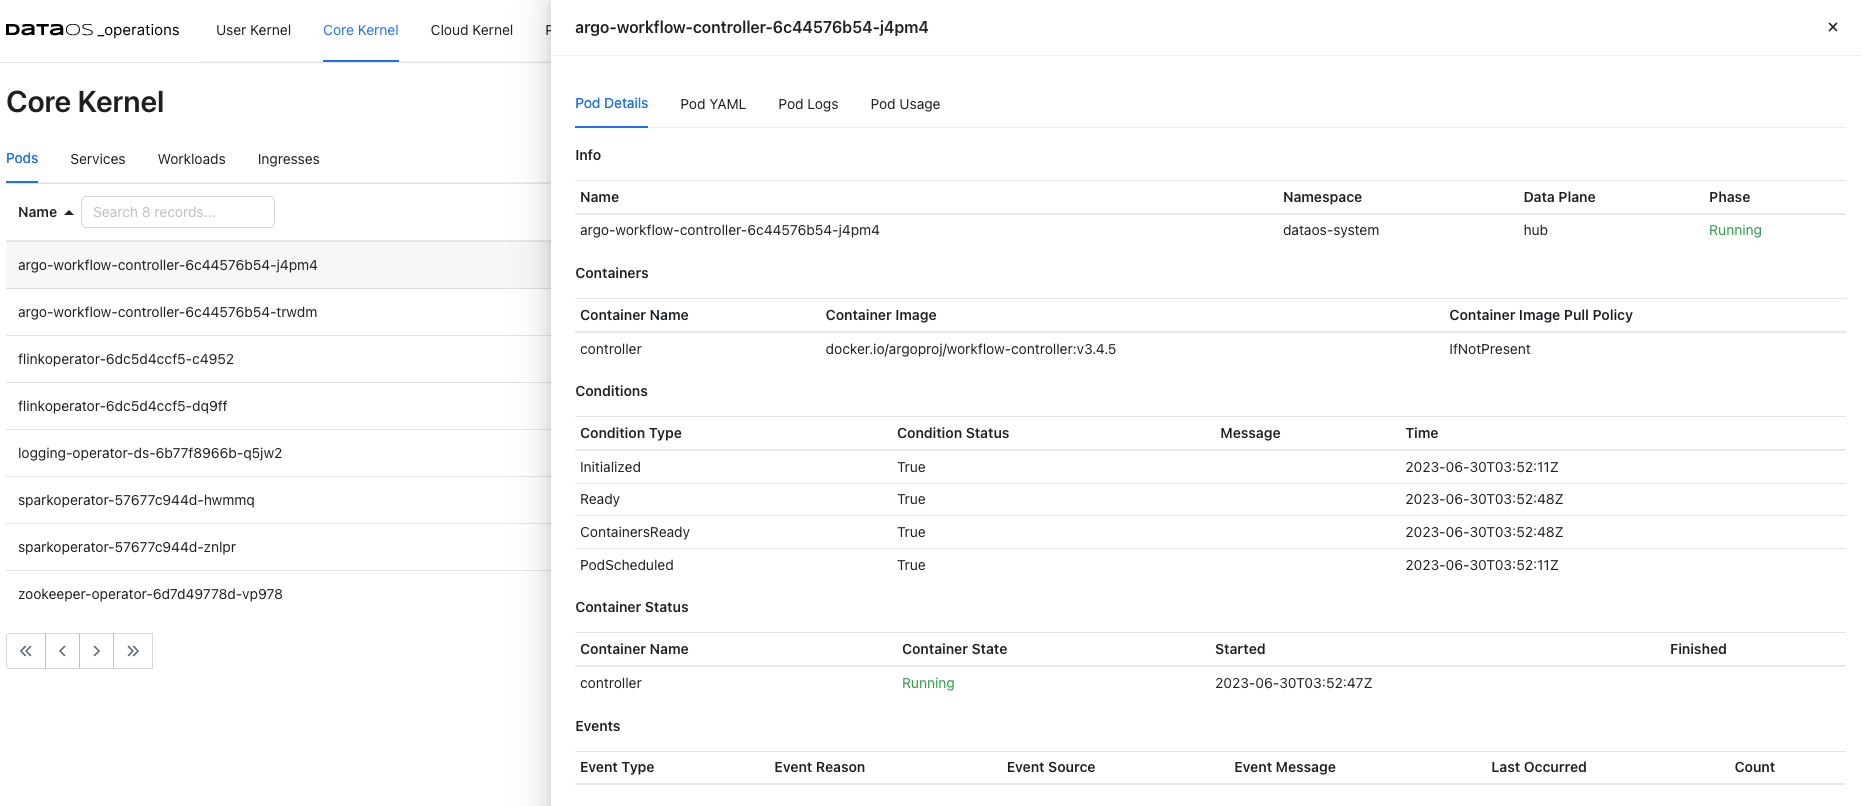 DATAOS _operations
User Kernel
Core Kernel
Cloud Kernel
Core Kernel
Pods
Services
Workloads
Ingresses
Name
Search 8 records...
argo-workflow-controller-6c44576b54-j4pm4
argo-workflow-controller-6c44576b54-trwdm
flinkoperator-6dc5d4ccf5-c4952
flinkoperator-6dc5d4ccf5-dq9ff
logging-operator-ds-6b77f8966b-q5jw2
sparkoperator-57677c944d-hwmmq
sparkoperator-57677c944d-znlpr
zookeeper-operator-6d7d49778d-vp978
argo-workflow-controller-6c44576b54-j4pm4
Pod Details
Pod YAML
Pod Logs
Pod Usage
Info
Name Namespace Data Plane Phase
argo-workflow-controller-6c44576b54-j4pm4 dataos-system hub Running
Containers
Container Name Container Image Container Image Pull Policy
controller docker.io/argoproj/workflow-controller:v3.4.5 IfNotPresent
Conditions
Condition Type Condition Status Message Time
Initialized True 2023-06-30T03:52:11Z
Ready True 2023-06-30T03:52:48Z
ContainersReady True 2023-06-30T03:52:48Z
PodScheduled True 2023-06-30T03:52:11Z
Container Status
Container Name Container State Started Finished
controller Running 2023-06-30T03:52:47Z
Events
Event Type Event Reason Event Source Event Message Last Occurred Count